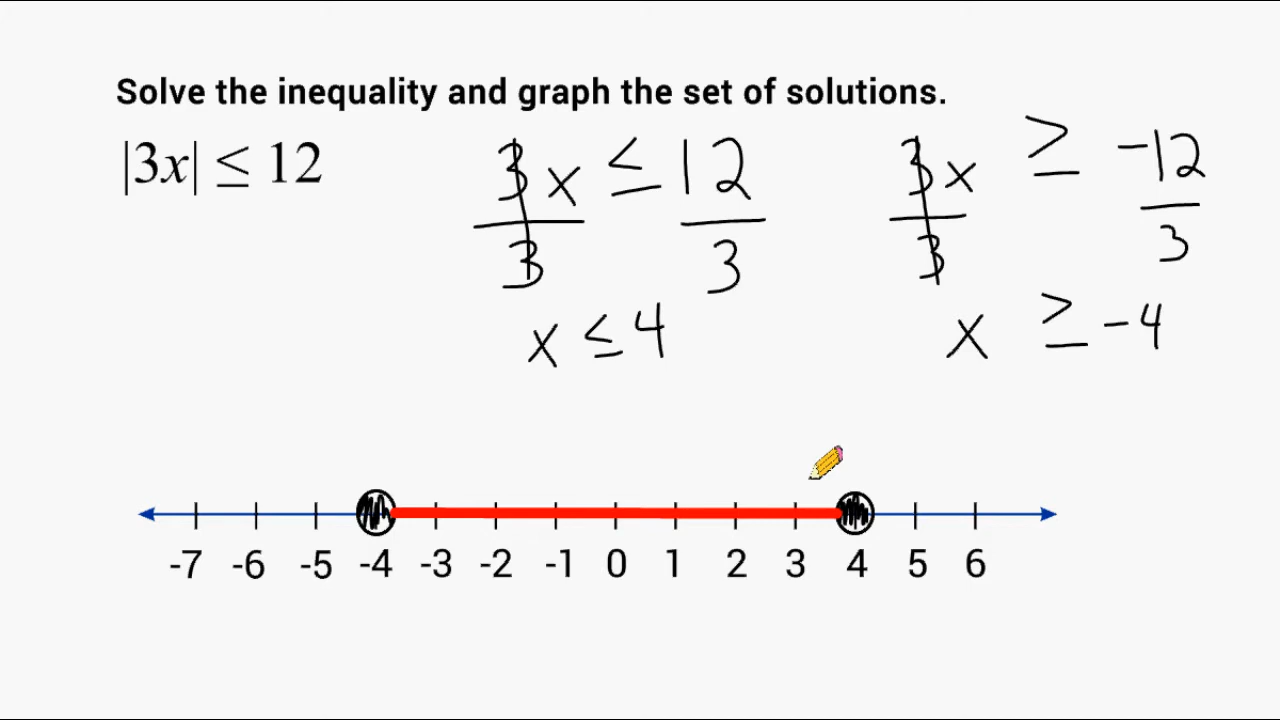 Solve the inequality and graph the set of solutions.
|3x| ≤ 12
3x ≤ 12
3 3
x ≤ 4
3x ≥ -12
3 3
x ≥ -4
-7 -6 -5 -4 -3 -2 -1 0 1 2 3 4 5 6